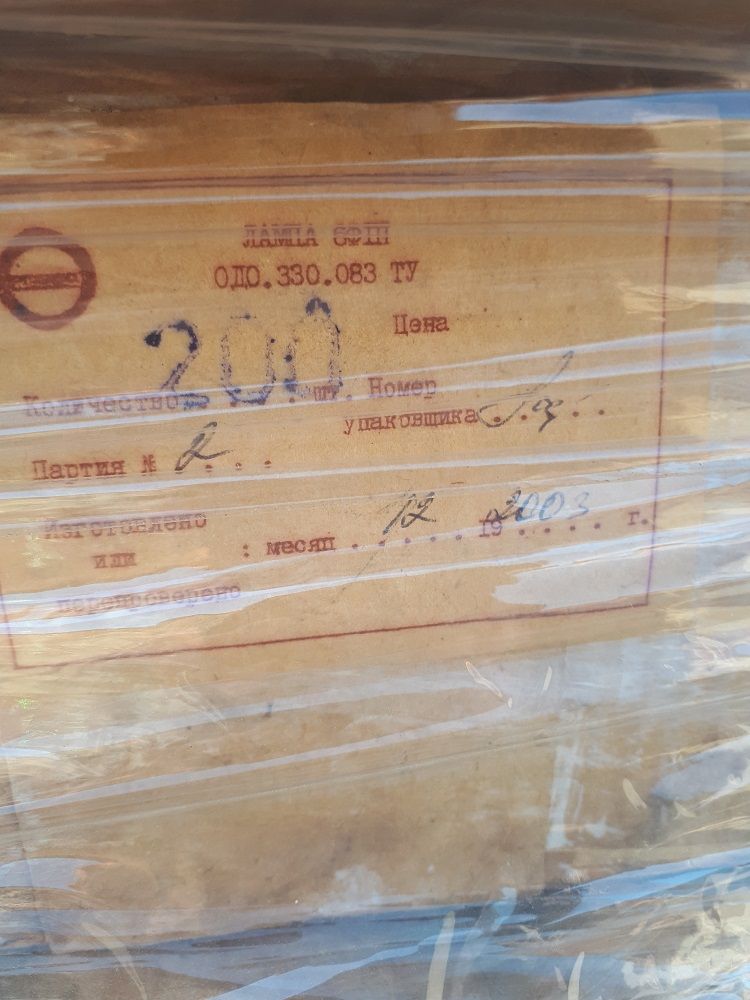 ЛАМПА 6Ф1П
ОДО.330.083 ТУ
Цена
Количество 200 шт. Номер
упаковщика . . . .
Партия № 2 . . .
Изготовлено
или : месяц . . 12 . . . 19 2003 . . . . г.
перепроверено